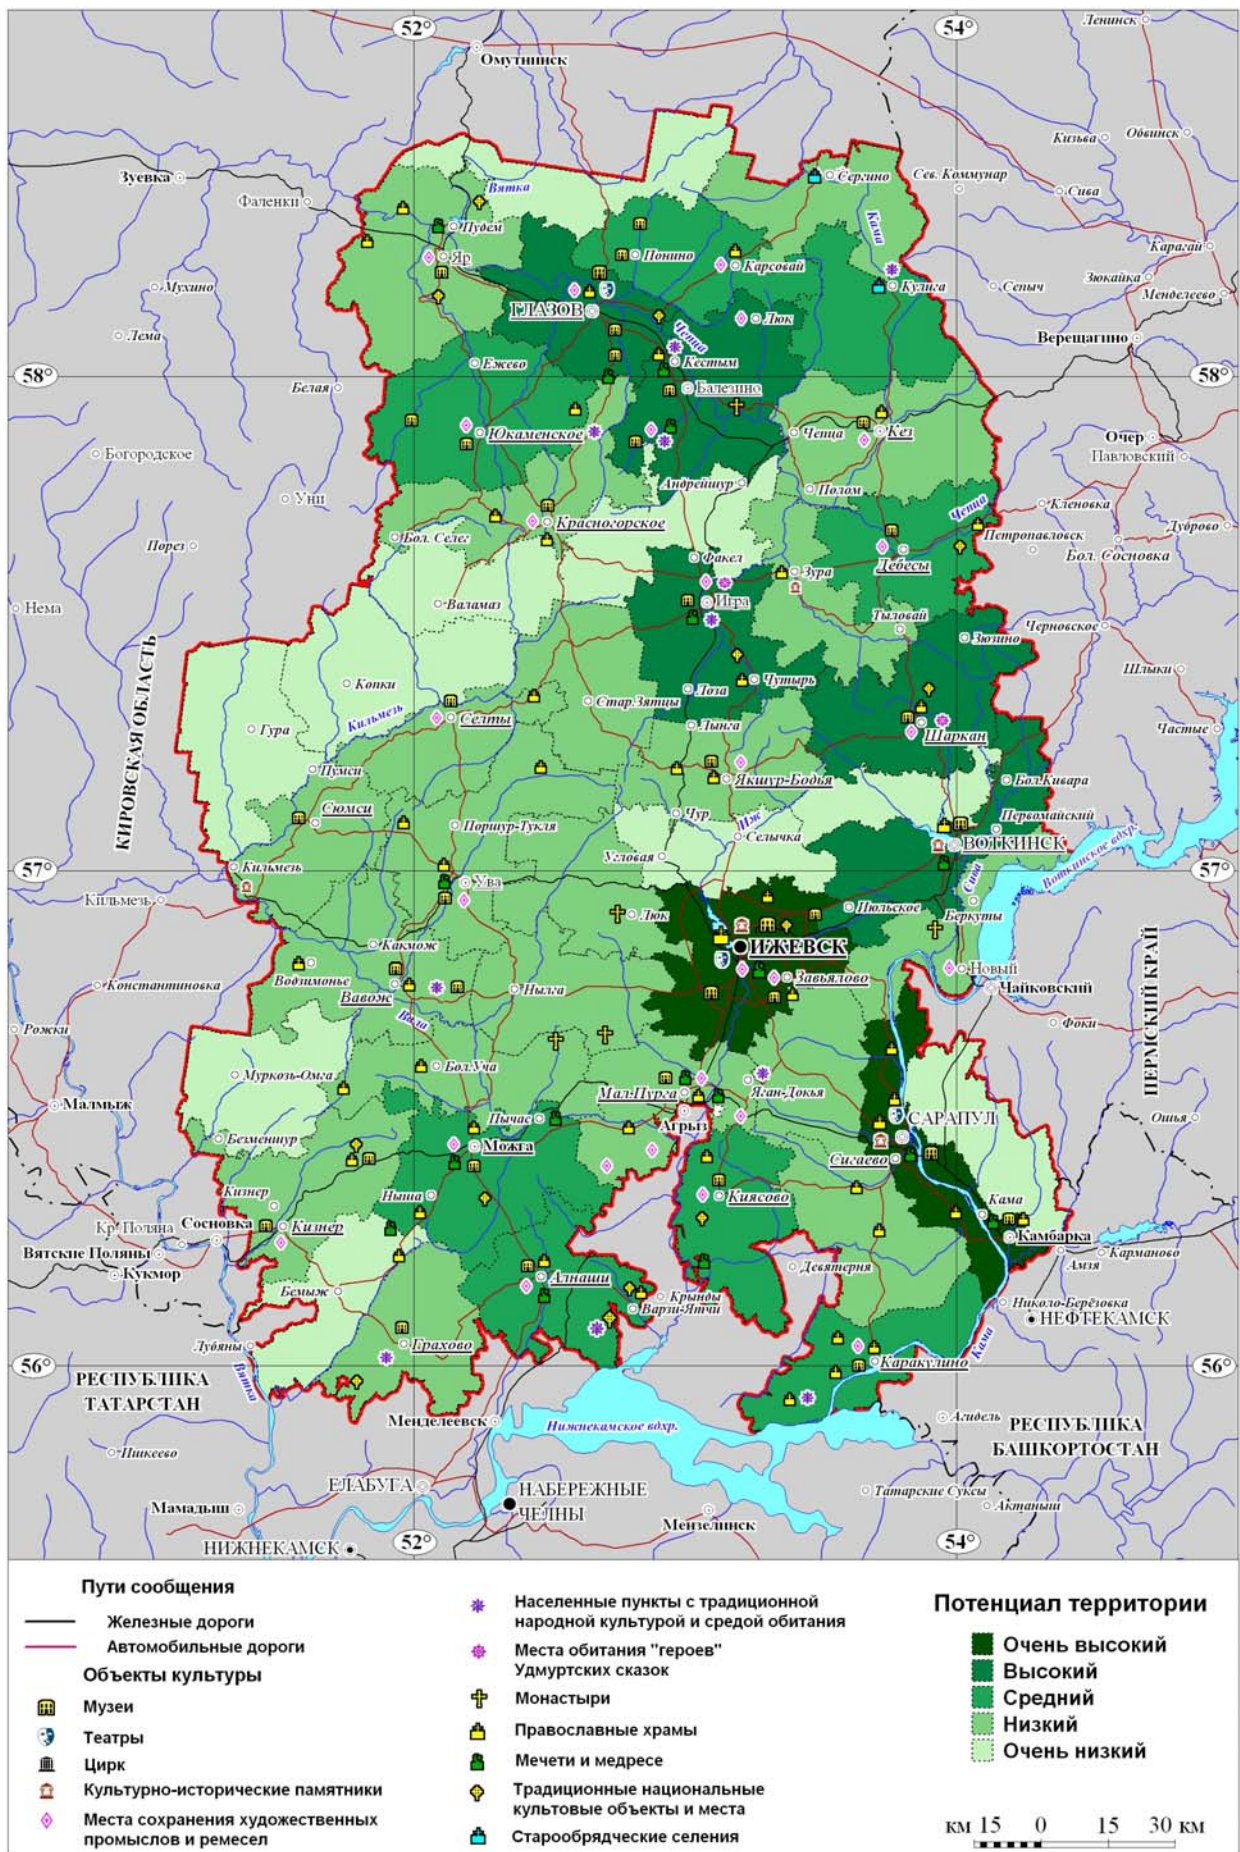 52°
54°
Ленинск
Омутнинск
Кизьва
Обвинск
Зуевка
Вятка
Сергино
Сев. Коммунар
Фаленки
Сива
Пудем
Кама
Карагай
Яр
Понино
Карсовай
Зюкайка
Мухино
Кулига
Сепыч
Менделеево
ГЛАЗОВ
Люк
Лема
Чепца
Верещагино
Ежево
Кестым
58°
58°
Белая
Балезино
Юкаменское
Чепца
Кез
Очер
Богородское
Павловский
Андрейшур
Полом
Уни
Чепца
Кленовка
Красногорское
Дуброво
Порез
Бол. Селег
Петропавловск
Факел
Дебесы
Бол. Сосновка
Зура
Нема
Валамаз
Игра
Тыловай
Черновское
Зюзино
КИРОВСКАЯ ОБЛАСТЬ
Шлыки
Копки
Лоза
Чутырь
Стар.Зятцы
Кильмезь
Селты
Гура
Лынга
Шаркан
Частые
Пумси
Якшур-Бодья
Бол.Кивара
Сюмси
Чур
Иж
Первомайский
Поршур-Тукля
Селычка
ВОТКИНСК
Угловая
Воткинское вдхр.
57°
Кильмезь
57°
Ува
Сива
Кильмезь
Люк
Июльское
Беркуты
Какмож
ИЖЕВСК
Водзимонье
Завьялово
Новый
Константиновка
Вавож
Нылга
Чайковский
ПЕРМСКИЙ КРАЙ
Вала
Рожки
Фоки
Муркозь-Омга
Бол.Уча
Яган-Докья
Малмыж
Мал.Пурга
Пычас
САРАПУЛ
Ошья
Агрыз
Безменшур
Можга
Сигаево
Кизнер
Ныша
Киясово
Кама
Кр. Поляна
Сосновка
Кизнер
Камбарка
Вятские Поляны
Карманово
Кукмор
Алнаши
Девятерня
Амзя
Бемыж
Крынды
Варзи-Ятчи
Николо-Берёзовка
НЕФТЕКАМСК
Лубяны
Грахово
Кама
56°
Каракулино
56°
РЕСПУБЛИКА
ТАТАРСТАН
Вятка
Менделеевск
Нижнекамское вдхр.
Агидель
РЕСПУБЛИКА
БАШКОРТОСТАН
Пижеево
ЕЛАБУГА
НАБЕРЕЖНЫЕ
ЧЕЛНЫ
Татарские Суксы
Мамадыш
Мензелинск
Актаныш
НИЖНЕКАМСК
52°
54°
Пути сообщения
Железные дороги
Автомобильные дороги
Объекты культуры
Музеи
Театры
Цирк
Культурно-исторические памятники
Места сохранения художественных
промыслов и ремесел
Населенные пункты с традиционной
народной культурой и средой обитания
Места обитания "героев"
Удмуртских сказок
Монастыри
Православные храмы
Мечети и медресе
Традиционные национальные
культовые объекты и места
Старообрядческие селения
Потенциал территории
Очень высокий
Высокий
Средний
Низкий
Очень низкий
км 15 0 15 30 км